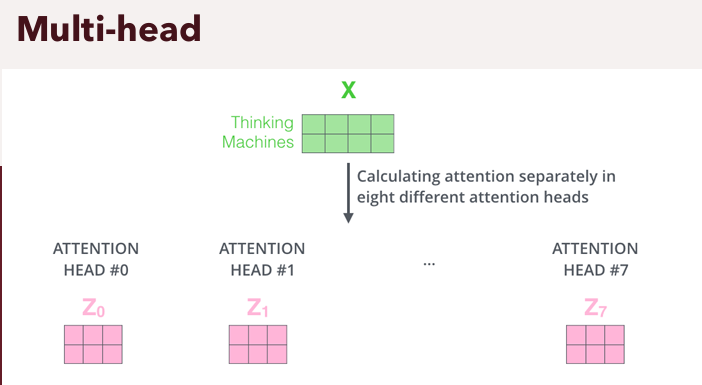 Multi-head
X
Thinking
Machines
Calculating attention separately in
eight different attention heads
ATTENTION
HEAD #0
ATTENTION
HEAD #1
...
ATTENTION
HEAD #7
Z0
Z1
Z7